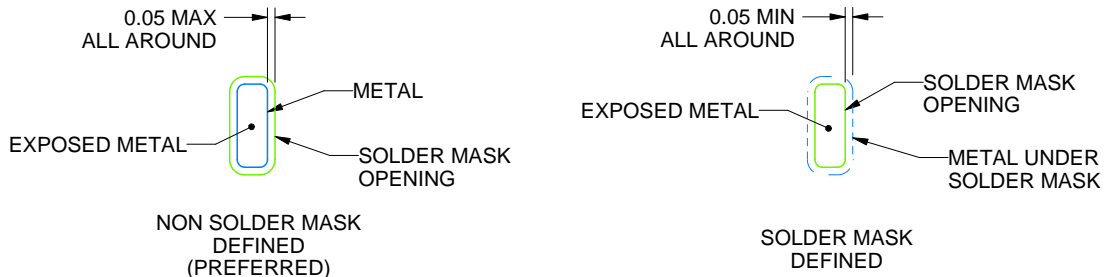 0.05 MAX
ALL AROUND
METAL
EXPOSED METAL
SOLDER MASK
OPENING
NON SOLDER MASK
DEFINED
(PREFERRED)
0.05 MIN
ALL AROUND
SOLDER MASK
OPENING
EXPOSED METAL
METAL UNDER
SOLDER MASK
SOLDER MASK
DEFINED